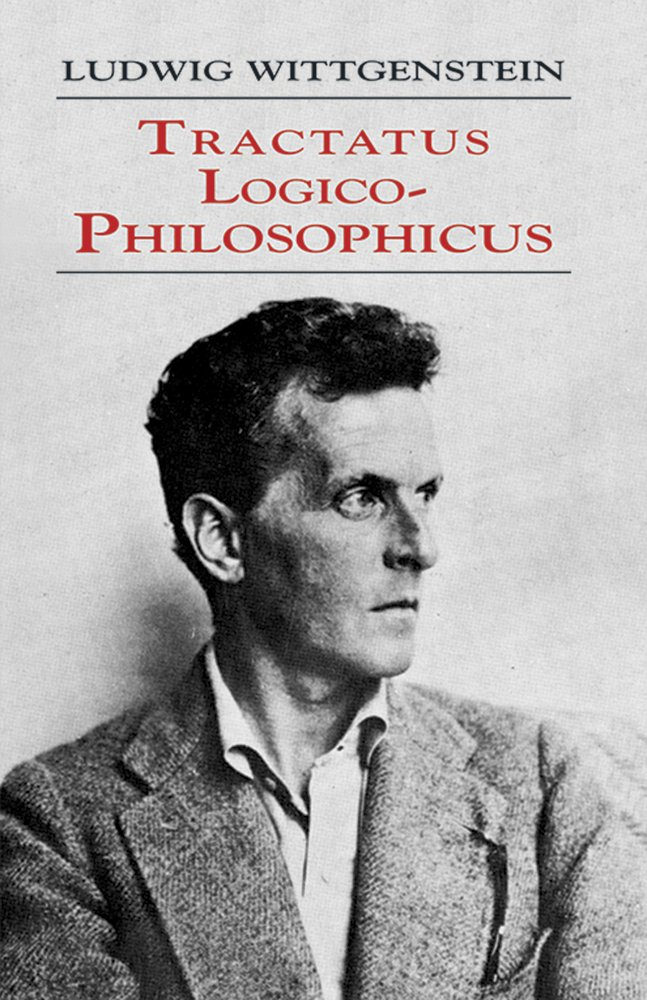 LUDWIG WITTGENSTEIN
TRACTATUS
LOGICO-
PHILOSOPHICUS